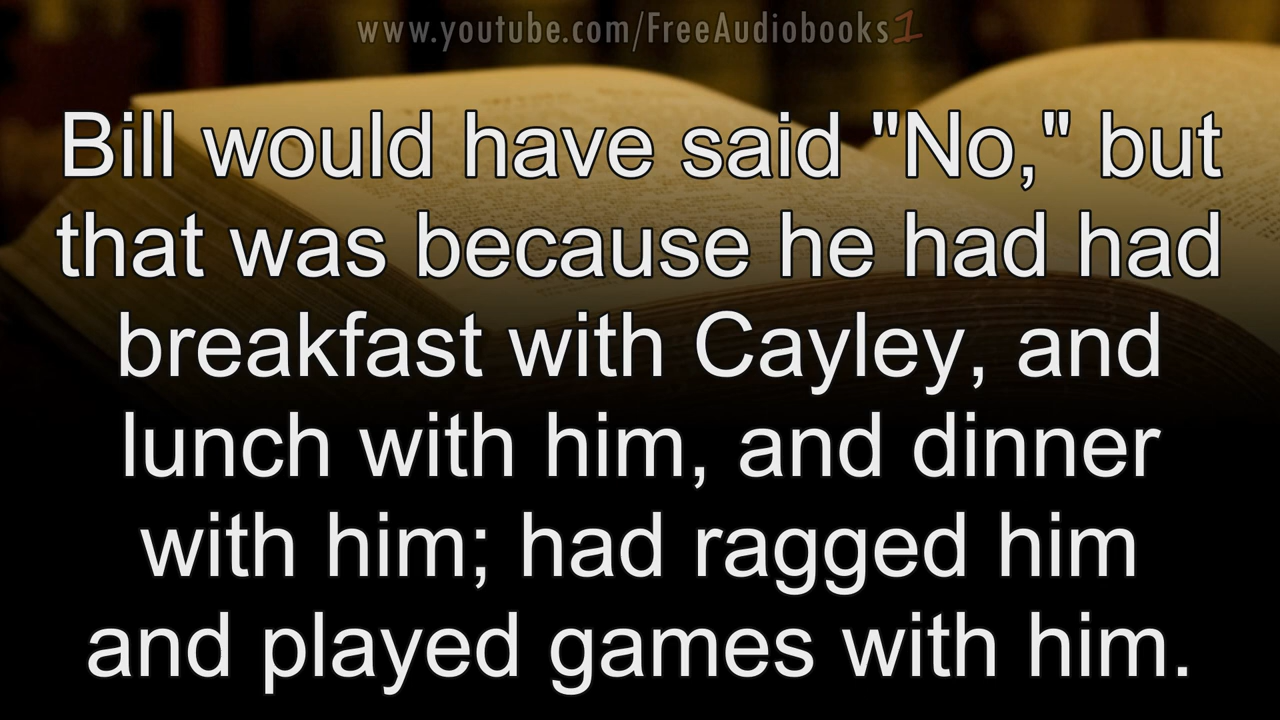 www.youtube.com/FreeAudiobooks1
Bill would have said "No," but
that was because he had had
breakfast with Cayley, and
lunch with him, and dinner
with him; had ragged him
and played games with him.